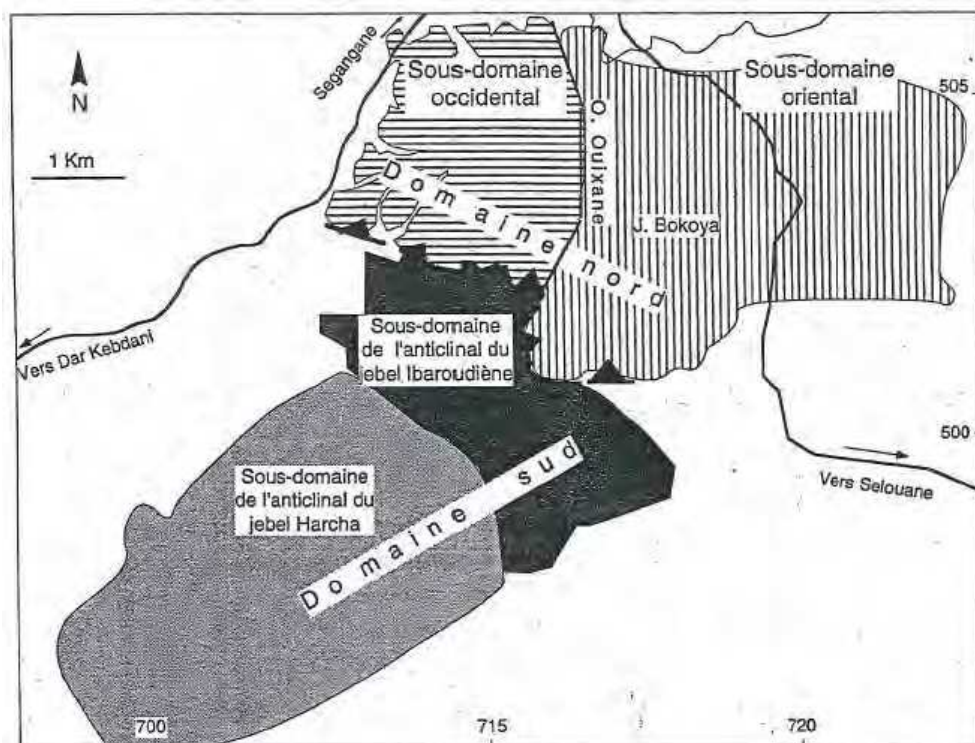 Segangane
Sous-domaine
occidental
Sous-domaine
oriental
505
N
1 Km
O. Ouixane
Domaine nord
J. Bokoya
Sous-domaine
de l'anticlinal du
jebel Ibaroudiène
Vers Dar Kebdani
500
Vers Selouane
Sous-domaine
de l'anticlinal du
jebel Harcha
Domaine sud
700
715
720